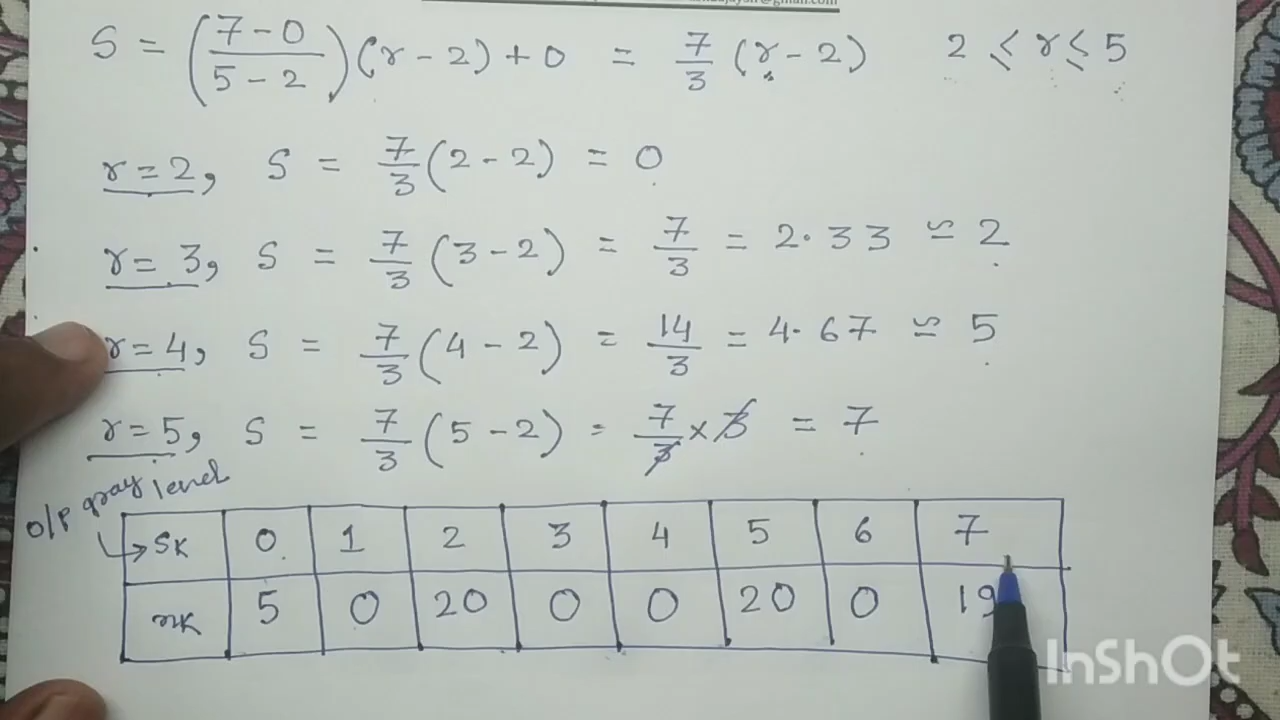 S = (7-0 / 5-2)(r-2)+0 = 7/3 (r-2) 2 ≤ r ≤ 5
r=2, S = 7/3 (2-2) = 0
r=3, S = 7/3 (3-2) = 7/3 = 2.33 ≌ 2
r=4, S = 7/3 (4-2) = 14/3 = 4.67 ≌ 5
r=5, S = 7/3 (5-2) = 7/3 × 3 = 7
O/P gray level
SK 0 1 2 3 4 5 6 7
nK 5 0 20 0 0 20 0 19
InShOt